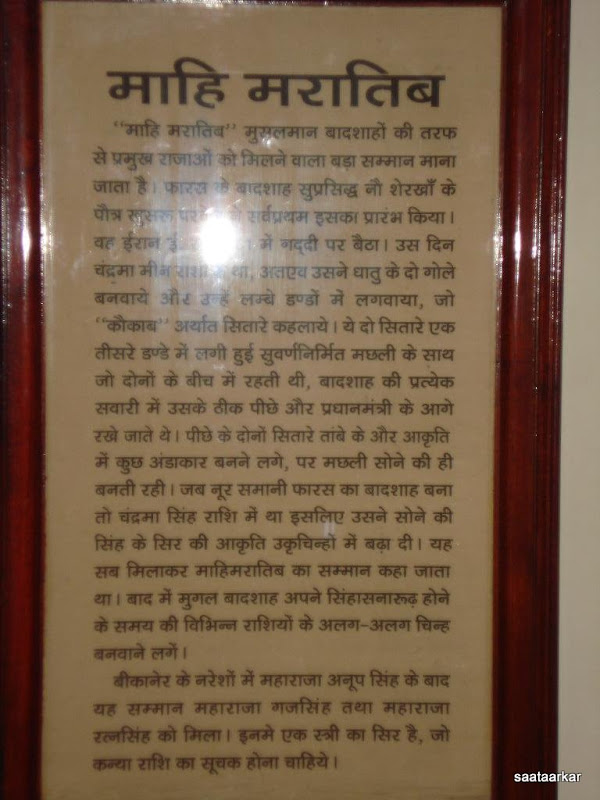 माहि मरातिब
“माहि मरातिब” मुसलमान बादशाहों की तरफ
से प्रमुख राजाओं को मिलने वाला बड़ा सम्मान माना
जाता है। फारस के बादशाह सुप्रसिद्ध नौ शेरखाँ के
पौत्र खुसरू ने सर्वप्रथम इसका प्रारंभ किया।
वह ईरान में गद्दी पर बैठा। उस दिन
चंद्रमा मीन राशि था, अतएव उसने धातु के दो गोले
बनवाये और उन्हें लम्बे डण्डों में लगवाया, जो
“कौकाब” अर्थात सितारे कहलाये। ये दो सितारे एक
तीसरे डण्डे में लगी हुई सुवर्णनिर्मित मछली के साथ
जो दोनों के बीच में रहती थी, बादशाह की प्रत्येक
सवारी में उसके ठीक पीछे और प्रधानमंत्री के आगे
रखे जाते थे। पीछे के दोनों सितारे तांबे के और आकृति
में कुछ अंडाकार बनने लगे, पर मछली सोने की ही
बनती रही। जब नूर समानी फारस का बादशाह बना
तो चंद्रमा सिंह राशि में था इसलिए उसने सोने की
सिंह के सिर की आकृति उक्रचिन्हों में बढ़ा दी। यह
सब मिलाकर माहिमरातिब का सम्मान कहा जाता
था। बाद में मुगल बादशाह अपने सिंहासनारूढ़ होने
के समय की विभिन्न राशियों के अलग-अलग चिन्ह
बनवाने लगें।
बीकानेर के नरेशों में महाराजा अनूप सिंह के बाद
यह सम्मान महाराजा गजसिंह तथा महाराजा
रत्नसिंह को मिला। इनमे एक स्त्री का सिर है, जो
कन्या राशि का सूचक होना चाहिये।
saataarkar